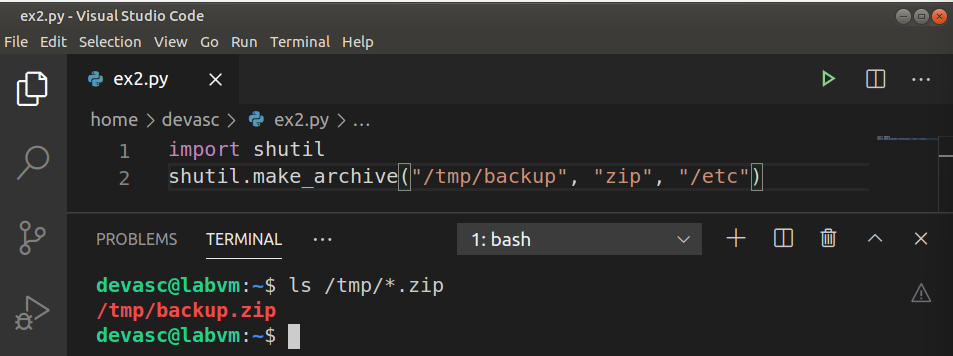 ex2.py - Visual Studio Code
File Edit Selection View Go Run Terminal Help
ex2.py
home > devasc > ex2.py > ...
1 import shutil
2 shutil.make_archive("/tmp/backup", "zip", "/etc")
PROBLEMS TERMINAL ... 1: bash
devasc@labvm:~$ ls /tmp/*.zip
/tmp/backup.zip
devasc@labvm:~$